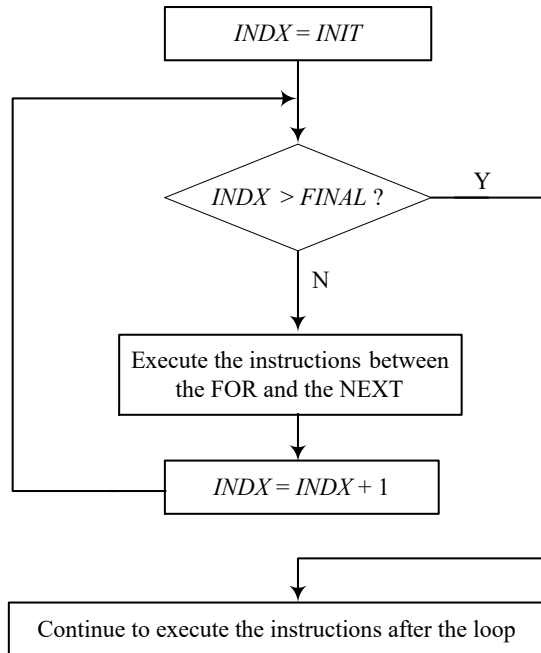 INDX = INIT
INDX > FINAL ?
Y
N
Execute the instructions between
the FOR and the NEXT
INDX = INDX + 1
Continue to execute the instructions after the loop